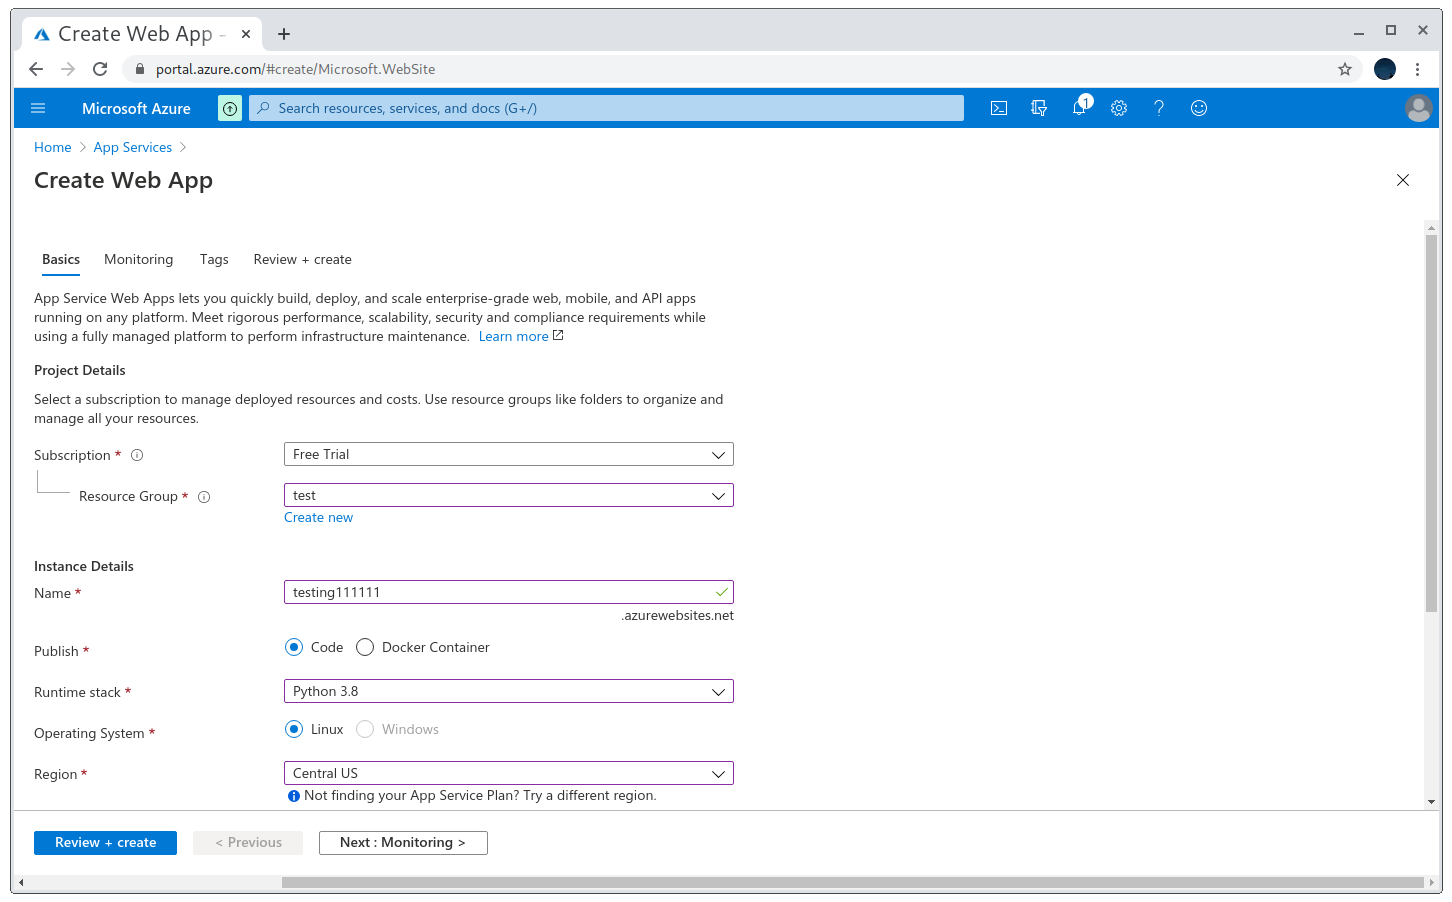 Create Web App -
portal.azure.com/#create/Microsoft.WebSite
Microsoft Azure
Search resources, services, and docs (G+/)
1
Home > App Services >
Create Web App
Basics Monitoring Tags Review + create
App Service Web Apps lets you quickly build, deploy, and scale enterprise-grade web, mobile, and API apps
running on any platform. Meet rigorous performance, scalability, security and compliance requirements while
using a fully managed platform to perform infrastructure maintenance. Learn more
Project Details
Select a subscription to manage deployed resources and costs. Use resource groups like folders to organize and
manage all your resources.
Subscription * Free Trial
Resource Group * test
Create new
Instance Details
Name * testing111111
.azurewebsites.net
Publish * Code Docker Container
Runtime stack * Python 3.8
Operating System * Linux Windows
Region * Central US
Not finding your App Service Plan? Try a different region.
Review + create < Previous Next : Monitoring >